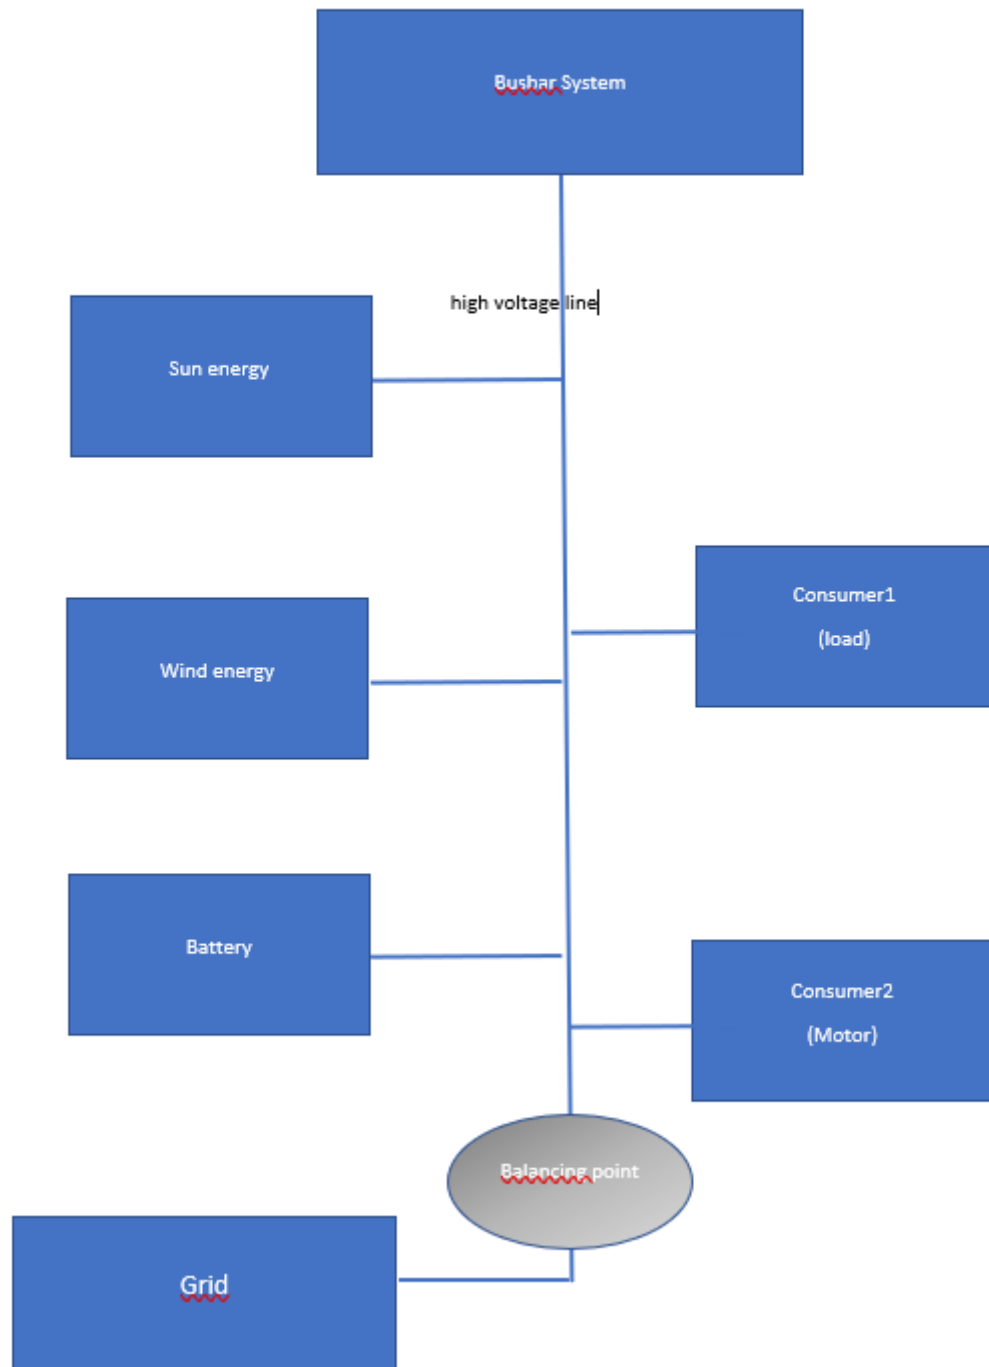 Bushar System
high voltage line
Sun energy
Consumer1
(load)
Wind energy
Battery
Consumer2
(Motor)
Balancing point
Grid